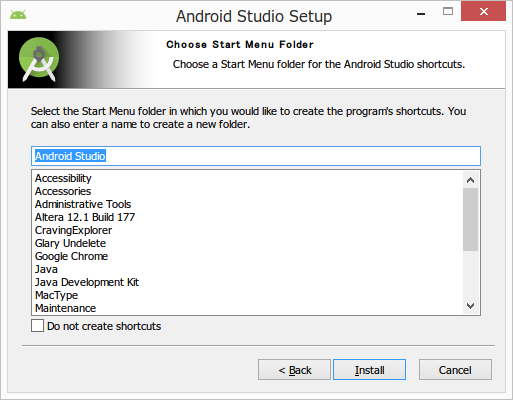 Android Studio Setup
Choose Start Menu Folder
Choose a Start Menu folder for the Android Studio shortcuts.
Select the Start Menu folder in which you would like to create the program's shortcuts. You
can also enter a name to create a new folder.
Android Studio
Accessibility
Accessories
Administrative Tools
Altera 12.1 Build 177
CravingExplorer
Glary Undelete
Google Chrome
Java
Java Development Kit
MacType
Maintenance
Do not create shortcuts
< Back
Install
Cancel